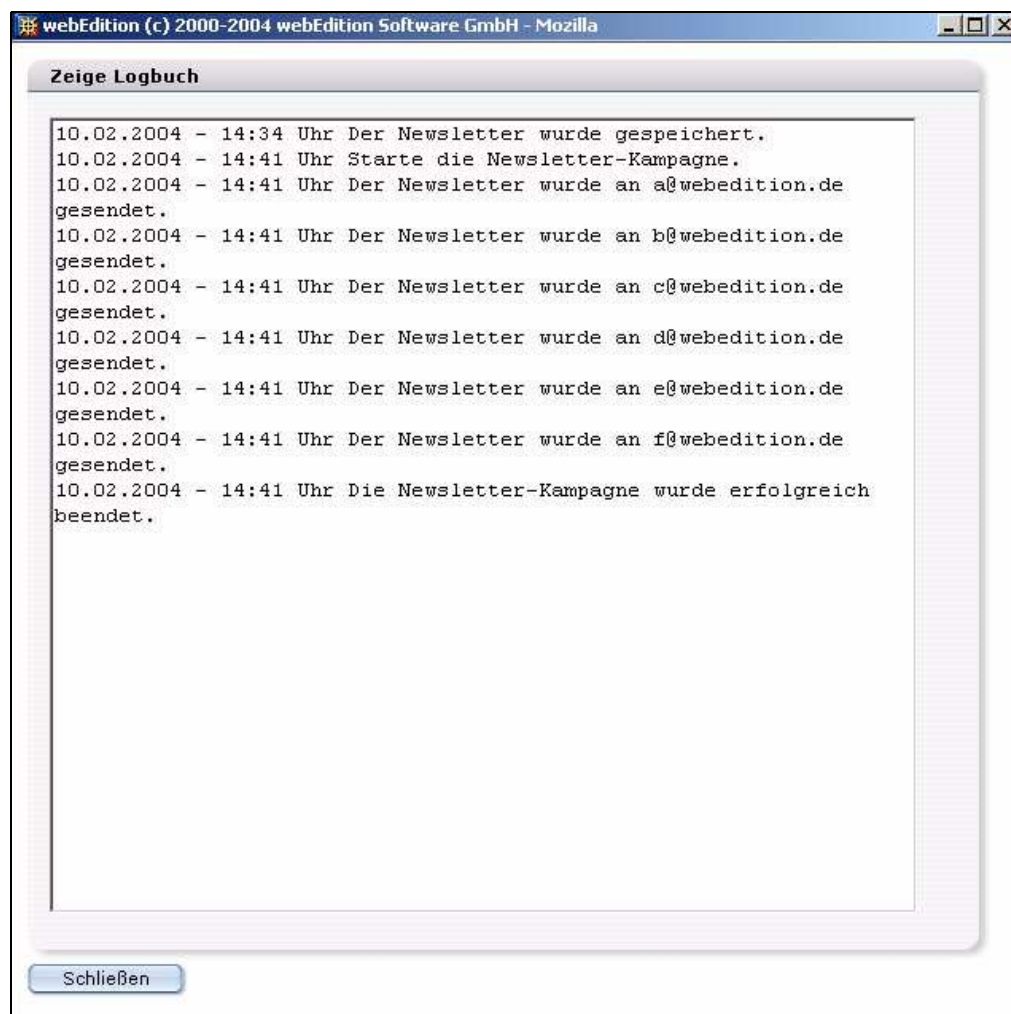 webEdition (c) 2000-2004 webEdition Software GmbH - Mozilla
Zeige Logbuch
10.02.2004 - 14:34 Uhr Der Newsletter wurde gespeichert.
10.02.2004 - 14:41 Uhr Starte die Newsletter-Kampagne.
10.02.2004 - 14:41 Uhr Der Newsletter wurde an a@webedition.de
gesendet.
10.02.2004 - 14:41 Uhr Der Newsletter wurde an b@webedition.de
gesendet.
10.02.2004 - 14:41 Uhr Der Newsletter wurde an c@webedition.de
gesendet.
10.02.2004 - 14:41 Uhr Der Newsletter wurde an d@webedition.de
gesendet.
10.02.2004 - 14:41 Uhr Der Newsletter wurde an e@webedition.de
gesendet.
10.02.2004 - 14:41 Uhr Der Newsletter wurde an f@webedition.de
gesendet.
10.02.2004 - 14:41 Uhr Die Newsletter-Kampagne wurde erfolgreich
beendet.
Schließen